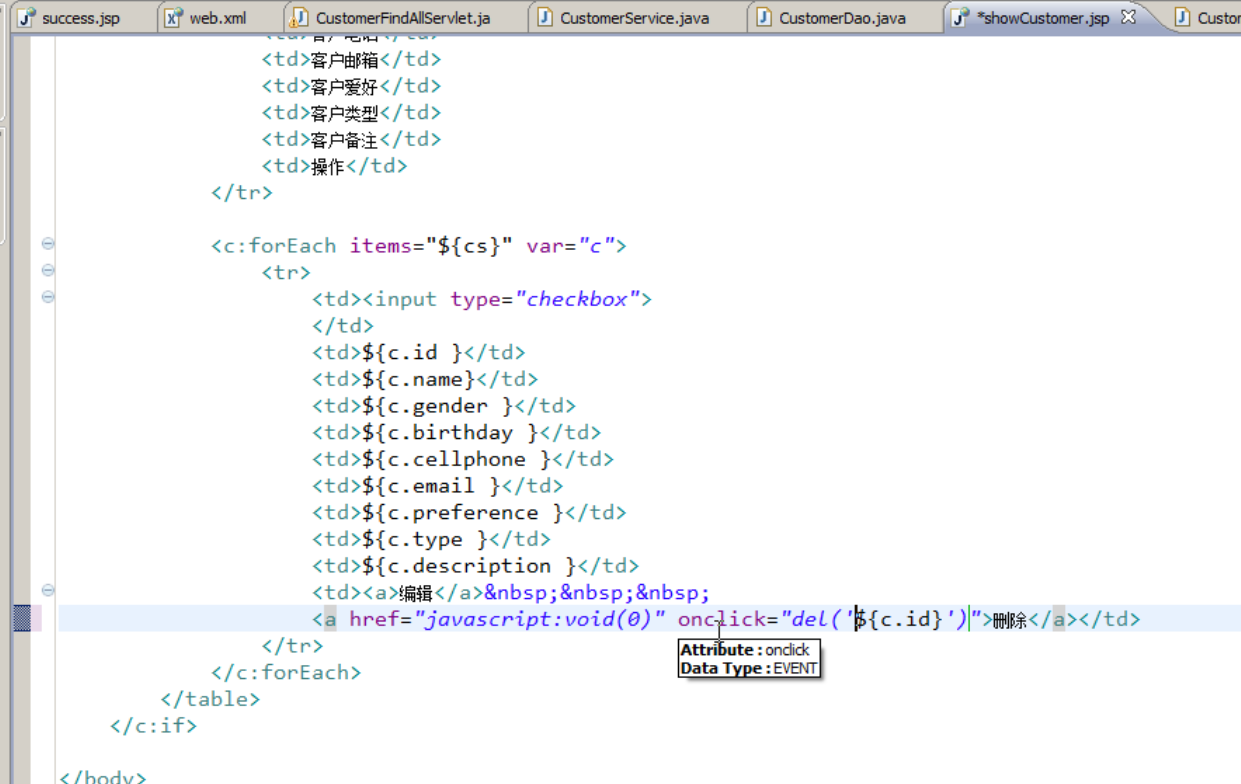 success.jsp web.xml CustomerFindAllServlet.ja CustomerService.java CustomerDao.java *showCustomer.jsp Custor
<td>客户电话</td>
<td>客户邮箱</td>
<td>客户爱好</td>
<td>客户类型</td>
<td>客户备注</td>
<td>操作</td>
</tr>
<c:forEach items="${cs}" var="c">
<tr>
<td><input type="checkbox">
</td>
<td>${c.id }</td>
<td>${c.name}</td>
<td>${c.gender }</td>
<td>${c.birthday }</td>
<td>${c.cellphone }</td>
<td>${c.email }</td>
<td>${c.preference }</td>
<td>${c.type }</td>
<td>${c.description }</td>
<td><a>编辑</a>&nbsp;&nbsp;&nbsp;
<a href="javascript:void(0)" onclick="del('${c.id}')">删除</a></td>
Attribute : onclick
Data Type : EVENT
</tr>
</c:forEach>
</table>
</c:if>
</body>